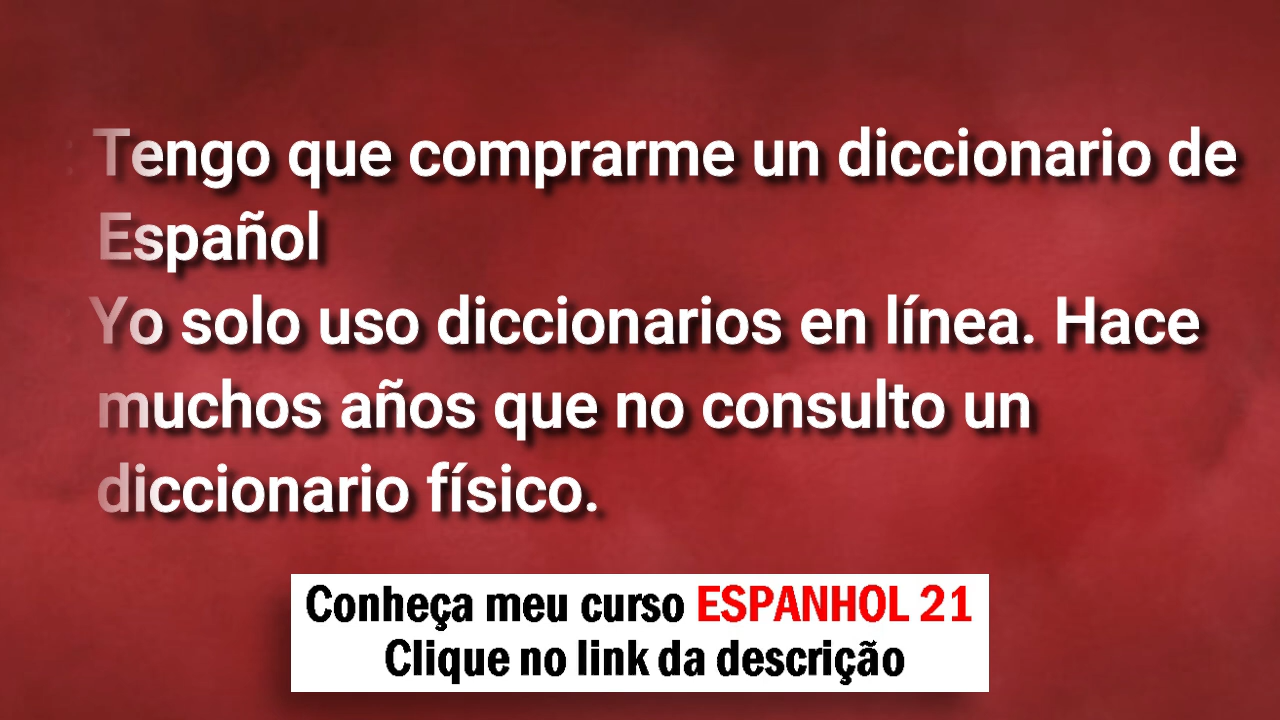 Tengo que comprarme un diccionario de
Español
Yo solo uso diccionarios en línea. Hace
muchos años que no consulto un
diccionario físico.
Conheça meu curso ESPANHOL 21
Clique no link da descrição